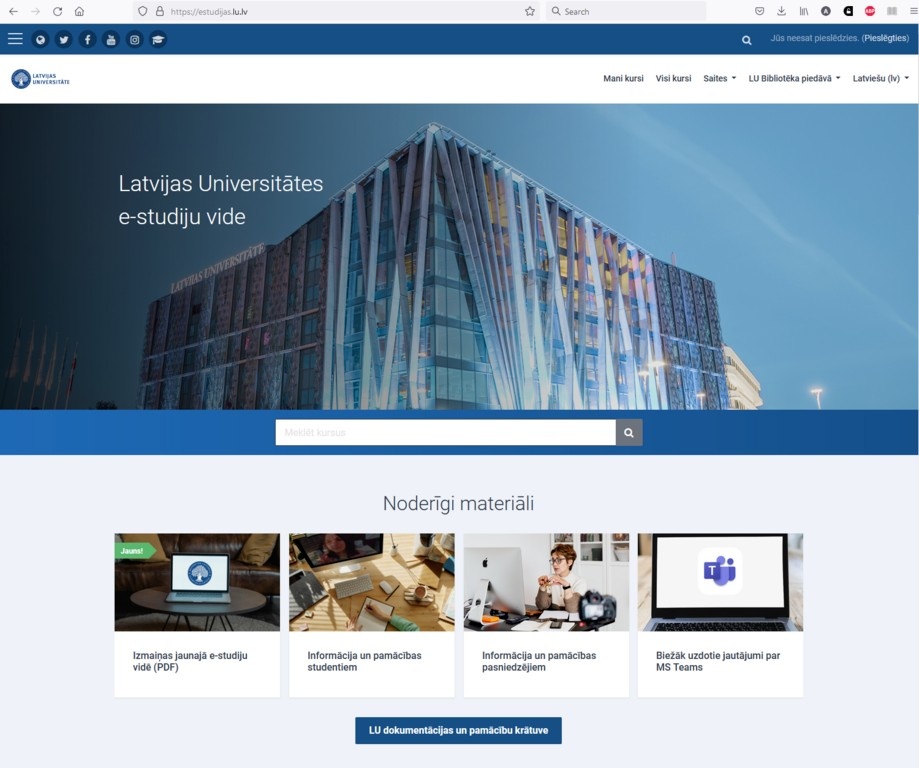 https://estudijas.lu.lv
Search
ABP
Jūs neesat pieslēdzies. (Pieslēgties)
LATVIJAS
UNIVERSITĀTE
Mani kursi
Visi kursi
Saites
LU Bibliotēka piedāvā
Latviešu (lv)
Latvijas Universitātes
e-studiju vide
LATVIJAS UNIVERSITĀTE
Meklēt kursus
Noderīgi materiāli
Jauns!
Izmaiņas jaunajā e-studiju
vidē (PDF)
Informācija un pamācības
studentiem
Informācija un pamācības
pasniedzējiem
T
Biežāk uzdotie jautājumi par
MS Teams
LU dokumentācijas un pamācību krātuve